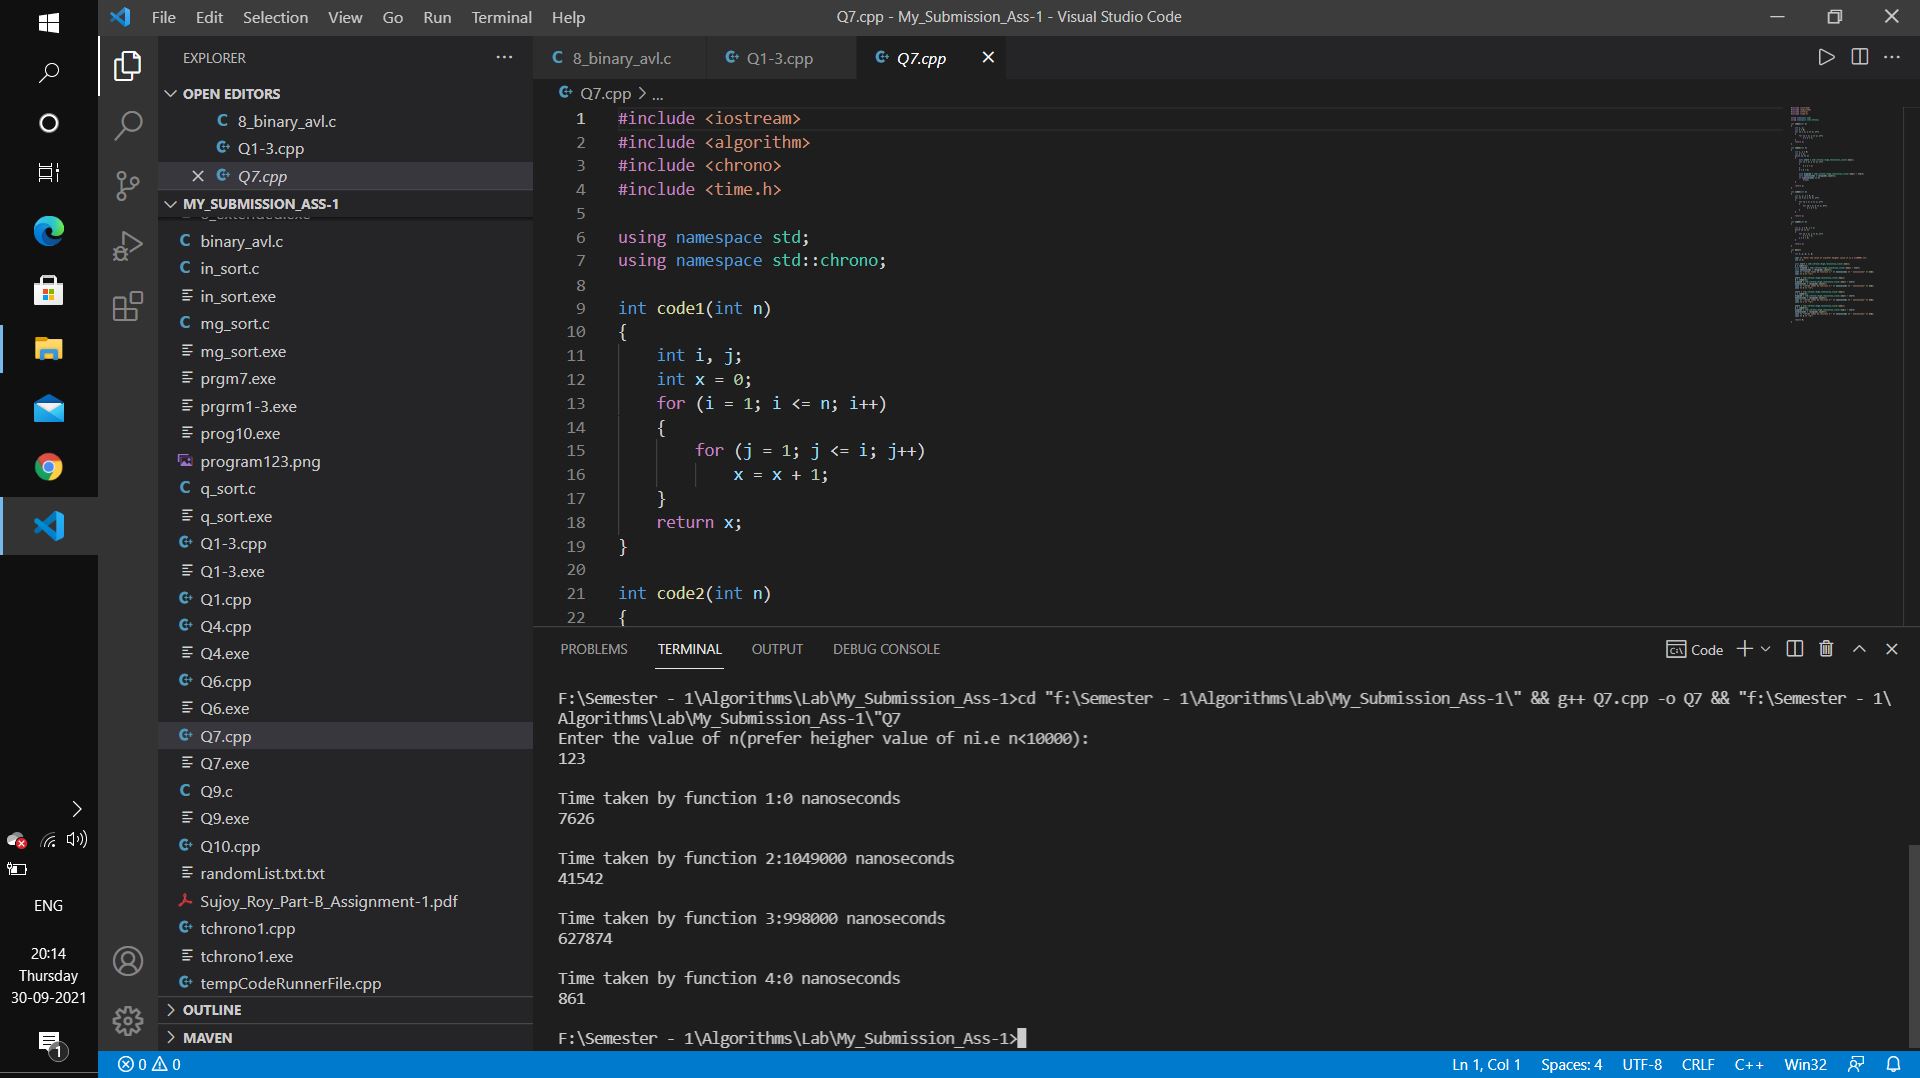 File Edit Selection View Go Run Terminal Help
Q7.cpp - My_Submission_Ass-1 - Visual Studio Code
EXPLORER
OPEN EDITORS
C 8_binary_avl.c
Q1-3.cpp
Q7.cpp
MY_SUBMISSION_ASS-1
C binary_avl.c
C in_sort.c
in_sort.exe
C mg_sort.c
mg_sort.exe
prgm7.exe
prgrm1-3.exe
prog10.exe
program123.png
C q_sort.c
q_sort.exe
Q1-3.cpp
Q1-3.exe
Q1.cpp
Q4.cpp
Q4.exe
Q6.cpp
Q6.exe
Q7.cpp
Q7.exe
C Q9.c
Q9.exe
Q10.cpp
randomList.txt.txt
Sujoy_Roy_Part-B_Assignment-1.pdf
tchrono1.cpp
tchrono1.exe
tempCodeRunnerFile.cpp
OUTLINE
MAVEN
C 8_binary_avl.c Q1-3.cpp Q7.cpp
Q7.cpp > ...
1 #include <iostream>
2 #include <algorithm>
3 #include <chrono>
4 #include <time.h>
5
6 using namespace std;
7 using namespace std::chrono;
8
9 int code1(int n)
10 {
11 int i, j;
12 int x = 0;
13 for (i = 1; i <= n; i++)
14 {
15 for (j = 1; j <= i; j++)
16 x = x + 1;
17 }
18 return x;
19 }
20
21 int code2(int n)
22 {
PROBLEMS TERMINAL OUTPUT DEBUG CONSOLE
Code
F:\Semester - 1\Algorithms\Lab\My_Submission_Ass-1>cd "f:\Semester - 1\Algorithms\Lab\My_Submission_Ass-1\" && g++ Q7.cpp -o Q7 && "f:\Semester - 1\
Algorithms\Lab\My_Submission_Ass-1\"Q7
Enter the value of n(prefer heigher value of ni.e n<10000):
123
Time taken by function 1:0 nanoseconds
7626
Time taken by function 2:1049000 nanoseconds
41542
Time taken by function 3:998000 nanoseconds
627874
Time taken by function 4:0 nanoseconds
861
F:\Semester - 1\Algorithms\Lab\My_Submission_Ass-1>
ENG
20:14
Thursday
30-09-2021
1
0 0
Ln 1, Col 1 Spaces: 4 UTF-8 CRLF C++ Win32